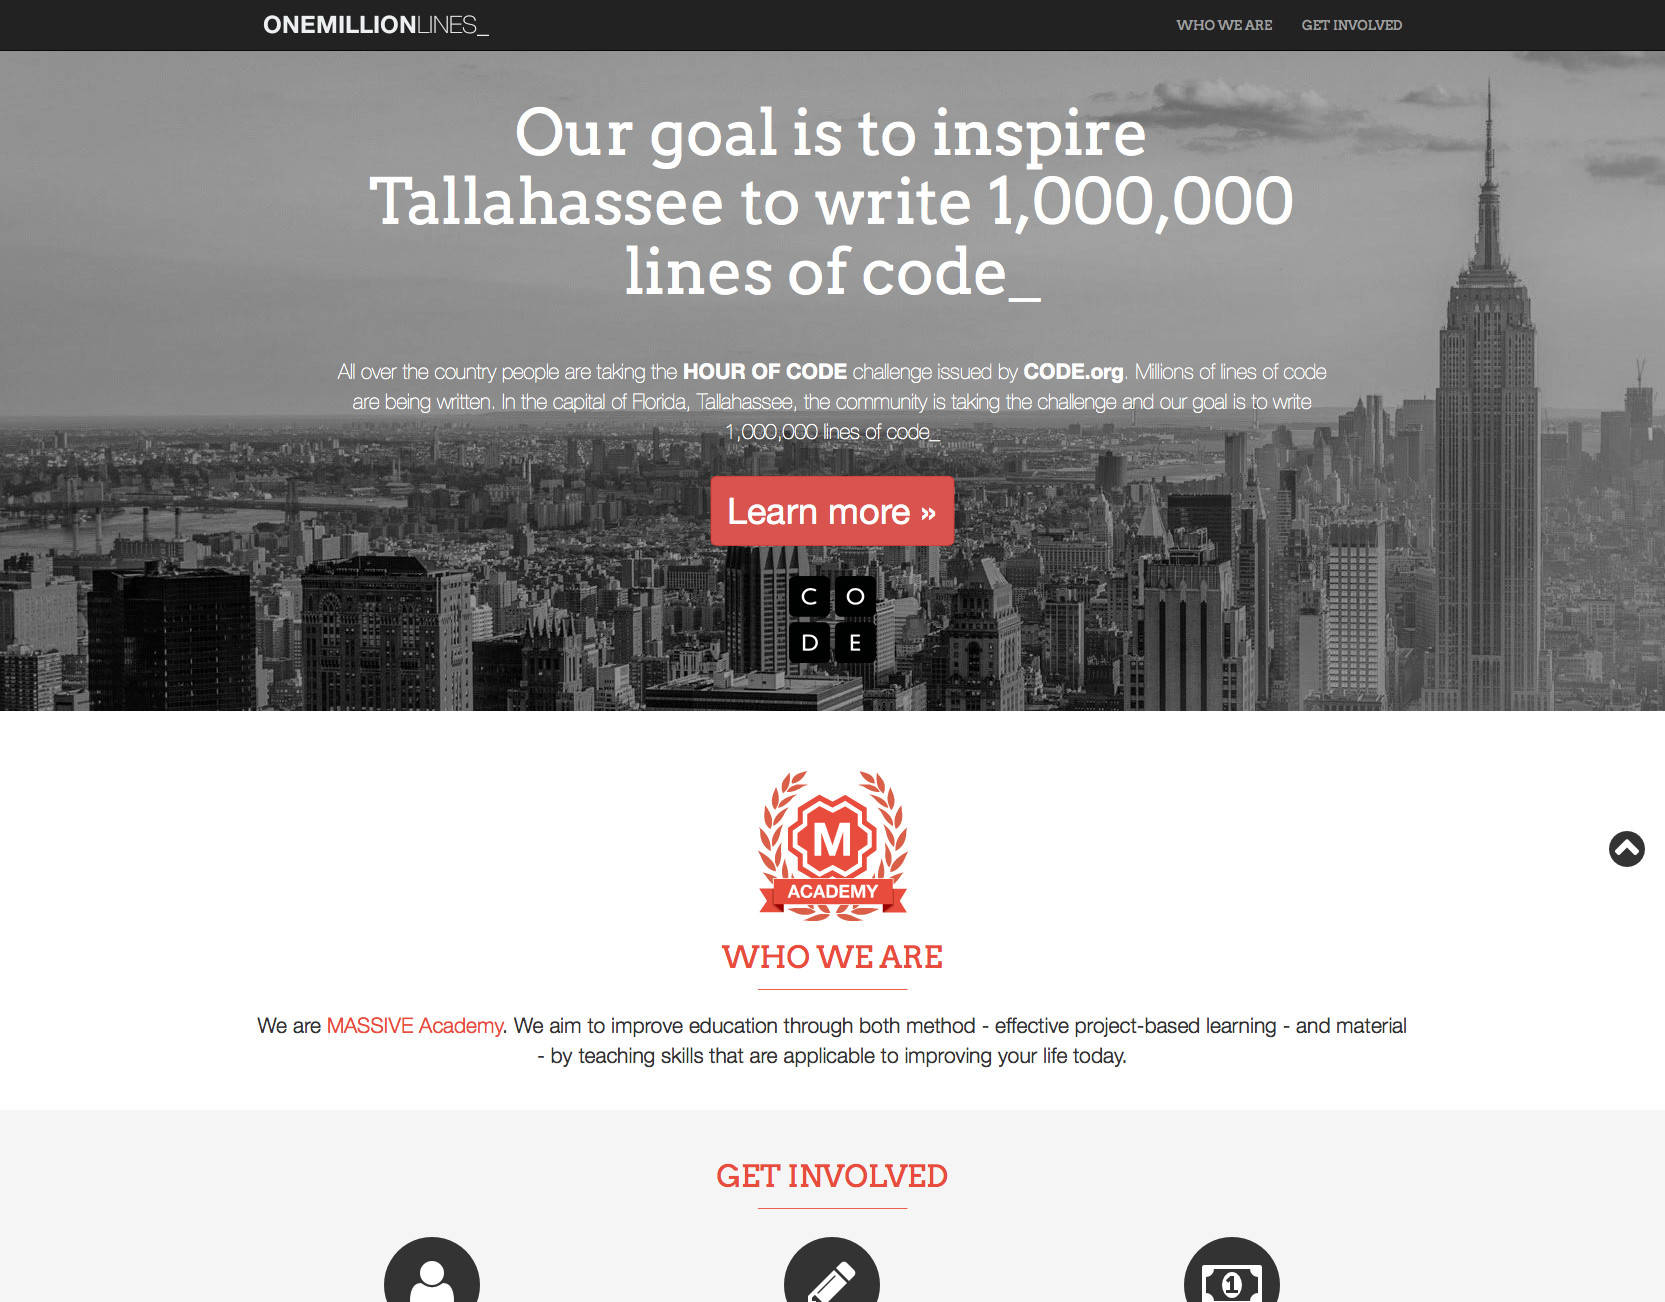 ONEMILLIONLINES_
WHO WE ARE
GET INVOLVED
Our goal is to inspire
Tallahassee to write 1,000,000
lines of code_
All over the country people are taking the HOUR OF CODE challenge issued by CODE.org. Millions of lines of code
are being written. In the capital of Florida, Tallahassee, the community is taking the challenge and our goal is to write
1,000,000 lines of code_
Learn more »
C O
D E
M
ACADEMY
WHO WE ARE
We are MASSIVE Academy. We aim to improve education through both method - effective project-based learning - and material
- by teaching skills that are applicable to improving your life today.
GET INVOLVED
1